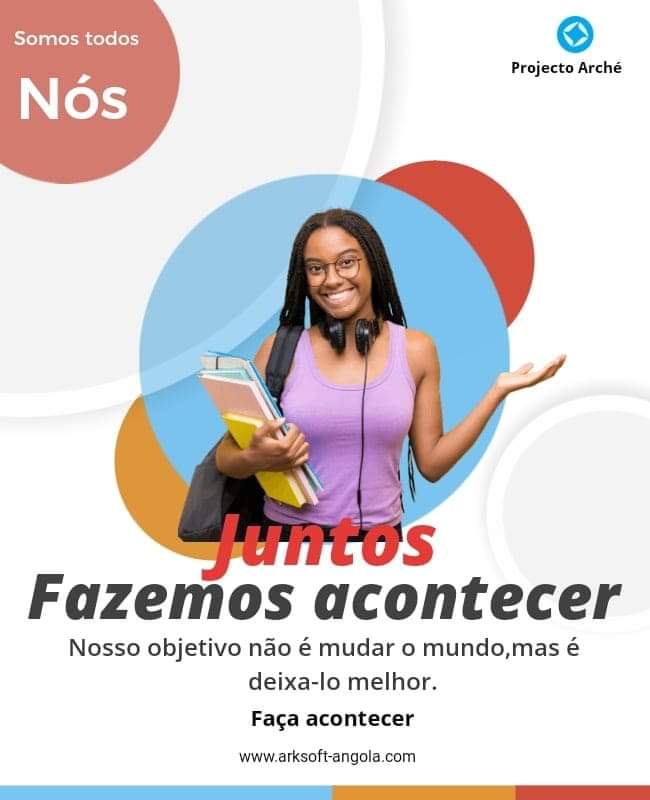 Somos todos
Nós
Projecto Arché
Juntos
Fazemos acontecer
Nosso objetivo não é mudar o mundo,mas é
deixa-lo melhor.
Faça acontecer
www.arksoft-angola.com